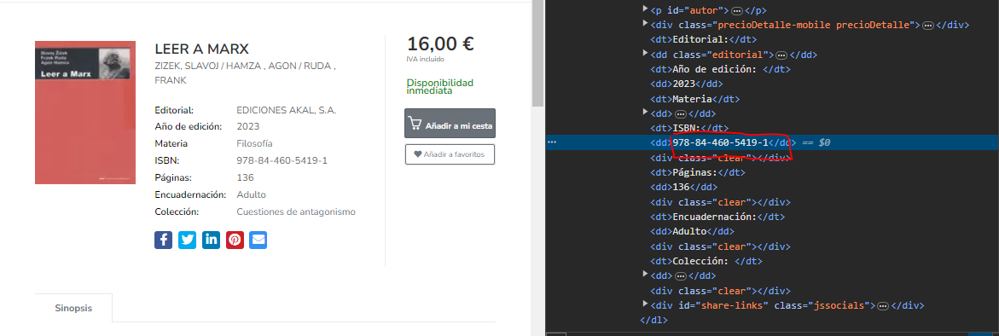 Slavoj Žižek
Frank Ruda
Agon Hamza
Leer a Marx
LEER A MARX
ZIZEK, SLAVOJ / HAMZA , AGON / RUDA ,
FRANK
Editorial: EDICIONES AKAL, S.A.
Año de edición: 2023
Materia Filosofía
ISBN: 978-84-460-5419-1
Páginas: 136
Encuadernación: Adulto
Colección: Cuestiones de antagonismo
16,00 €
IVA incluido
Disponibilidad
inmediata
Añadir a mi cesta
Añadir a favoritos
Sinopsis
<p id="autor">…</p>
<div class="precioDetalle-mobile precioDetalle">…</div>
<dt>Editorial:</dt>
<dd class="editorial">…</dd>
<dt>Año de edición: </dt>
<dd>2023</dd>
<dt>Materia</dt>
<dd>…</dd>
<dt>ISBN:</dt>
<dd>978-84-460-5419-1</dd> == $0
<div class="clear"></div>
<dt>Páginas:</dt>
<dd>136</dd>
<div class="clear"></div>
<dt>Encuadernación:</dt>
<dd>Adulto</dd>
<div class="clear"></div>
<dt>Colección: </dt>
<dd>…</dd>
<div class="clear"></div>
<div id="share-links" class="jssocials">…</div>
</dl>